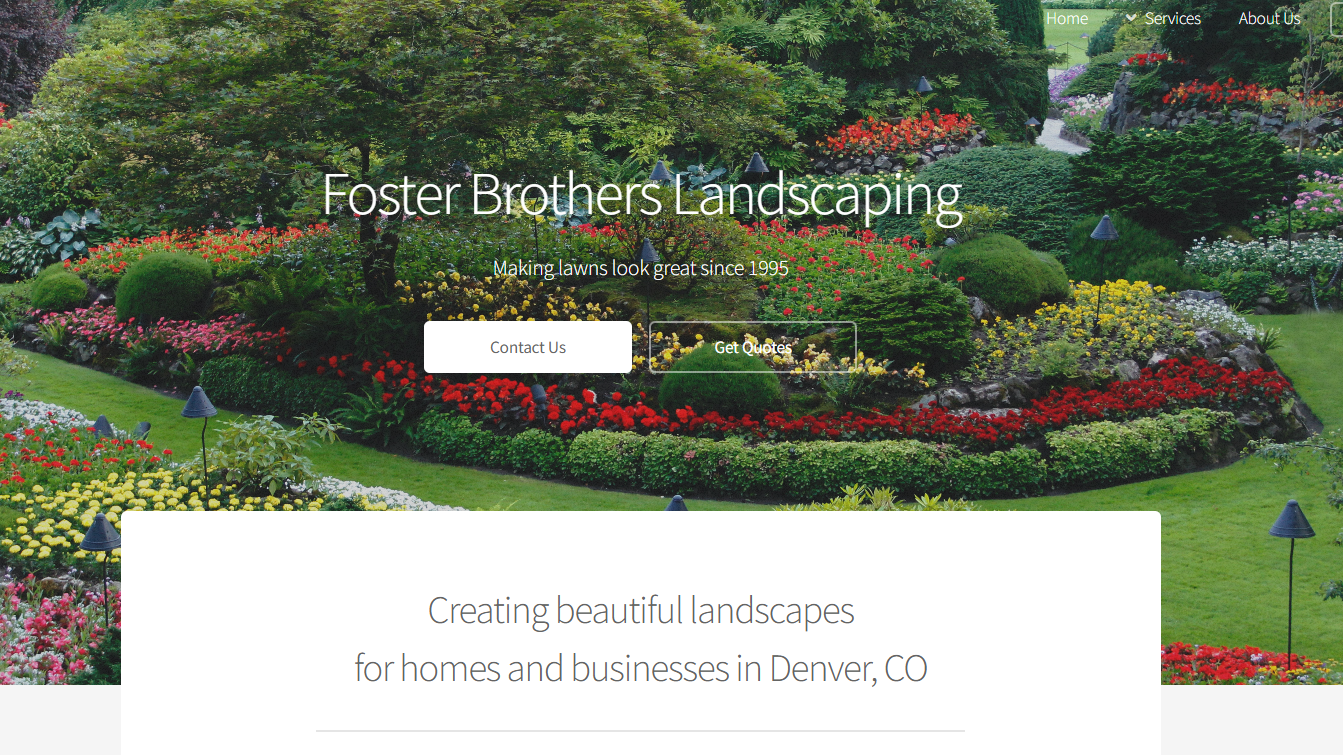 Home Services About Us
Foster Brothers Landscaping
Making lawns look great since 1995
Contact Us Get Quotes
Creating beautiful landscapes
for homes and businesses in Denver, CO